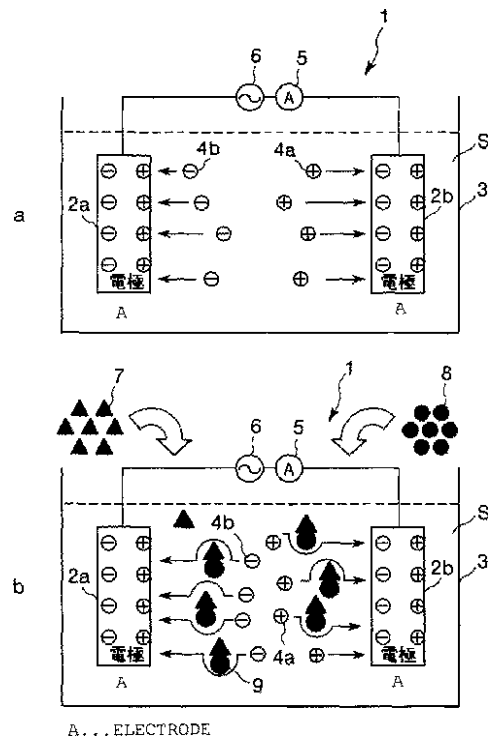 1
6
5
A
S
4b
4a
2a
2b
3
a
⊖ ⊕ ⊖ ⊖ ⊕ ⊖ ⊕
⊖ ⊕ ⊖ ⊕ ⊖ ⊕
⊖ ⊕ ⊖ ⊕ ⊖ ⊕
⊖ ⊕ ⊖ ⊕ ⊖ ⊕
電極
電極
A
A
7
1
8
6
5
A
S
4b
2a
2b
3
b
⊖ ⊕ ⊕ ⊖ ⊕
⊖ ⊕ ⊖ ⊕ ⊖ ⊕
⊖ ⊕ ⊖ ⊕ ⊖ ⊕
⊖ ⊕ ⊖ ⊕ ⊖ ⊕
電極
電極
4a
A
9
A
A...ELECTRODE